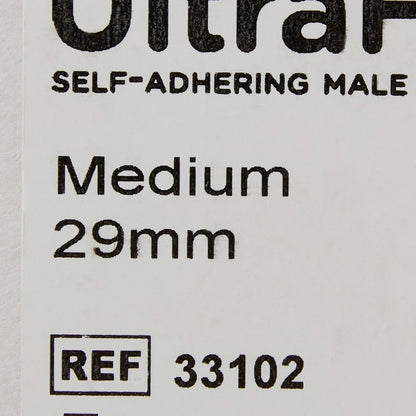 SELF-ADHERING MALE
Medium
29mm
REF 33102